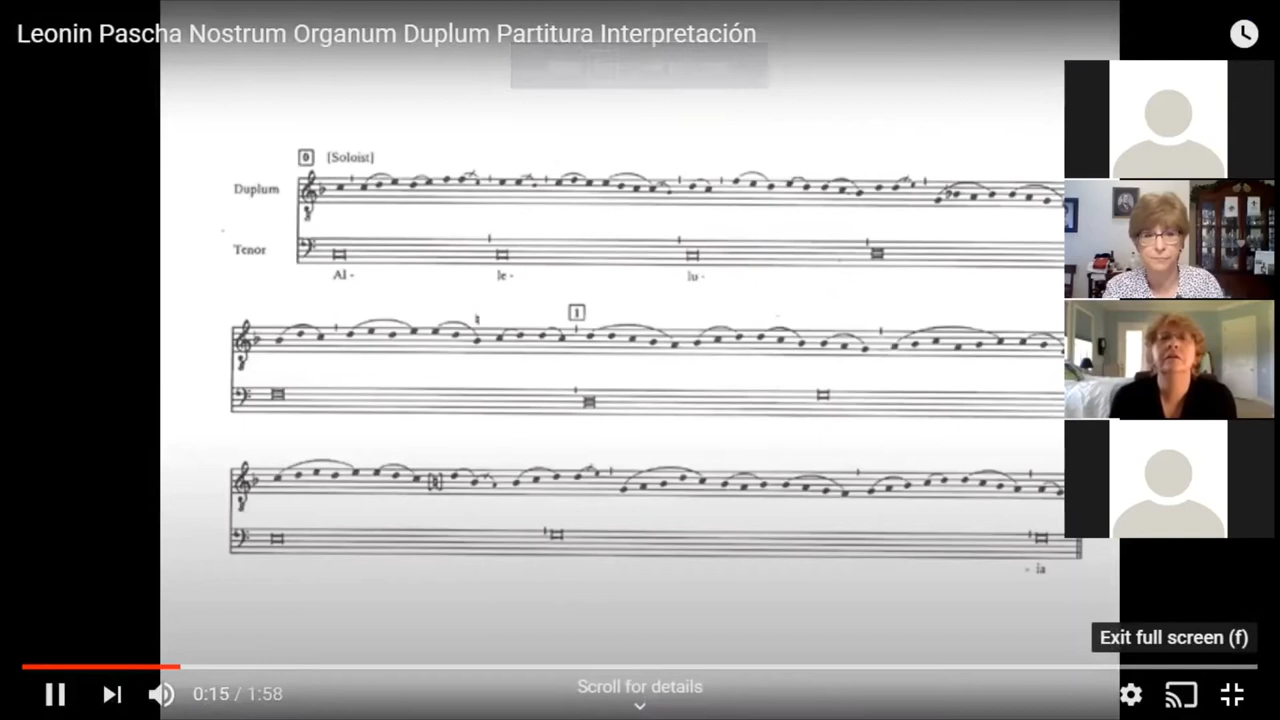 Leonin Pascha Nostrum Organum Duplum Partitura Interpretación
0 [Soloist]
Duplum
Tenor
Al - le - lu -
1
- ia
Exit full screen (f)
0:15 / 1:58
Scroll for details